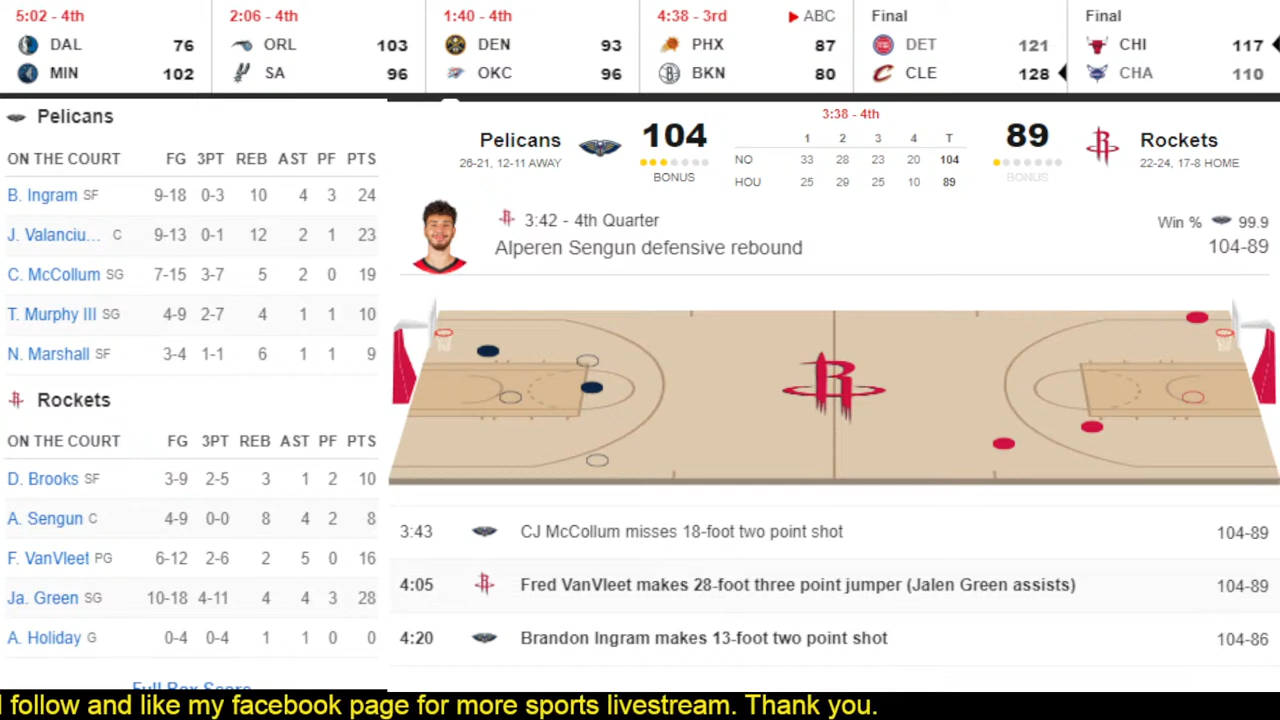 5:02 - 4th
DAL 76
MIN 102
2:06 - 4th
ORL 103
SA 96
1:40 - 4th
DEN 93
OKC 96
4:38 - 3rd ABC
PHX 87
BKN 80
Final
DET 121
CLE 128
Final
CHI 117
CHA 110
Pelicans
ON THE COURT FG 3PT REB AST PF PTS
B. Ingram SF 9-18 0-3 10 4 3 24
J. Valanciu... C 9-13 0-1 12 2 1 23
C. McCollum SG 7-15 3-7 5 2 0 19
T. Murphy III SG 4-9 2-7 4 1 1 10
N. Marshall SF 3-4 1-1 6 1 1 9
Rockets
ON THE COURT FG 3PT REB AST PF PTS
D. Brooks SF 3-9 2-5 3 1 2 10
A. Sengun C 4-9 0-0 8 4 2 8
F. VanVleet PG 6-12 2-6 2 5 0 16
Ja. Green SG 10-18 4-11 4 4 3 28
A. Holiday G 0-4 0-4 1 1 0 0
Full Box Score
Pelicans
26-21, 12-11 AWAY
104
BONUS
3:38 - 4th
1 2 3 4 T
NO 33 28 23 20 104
HOU 25 29 25 10 89
89
BONUS
Rockets
22-24, 17-8 HOME
3:42 - 4th Quarter
Alperen Sengun defensive rebound
Win % 99.9
104-89
3:43 CJ McCollum misses 18-foot two point shot 104-89
4:05 Fred VanVleet makes 28-foot three point jumper (Jalen Green assists) 104-89
4:20 Brandon Ingram makes 13-foot two point shot 104-86
follow and like my facebook page for more sports livestream. Thank you.